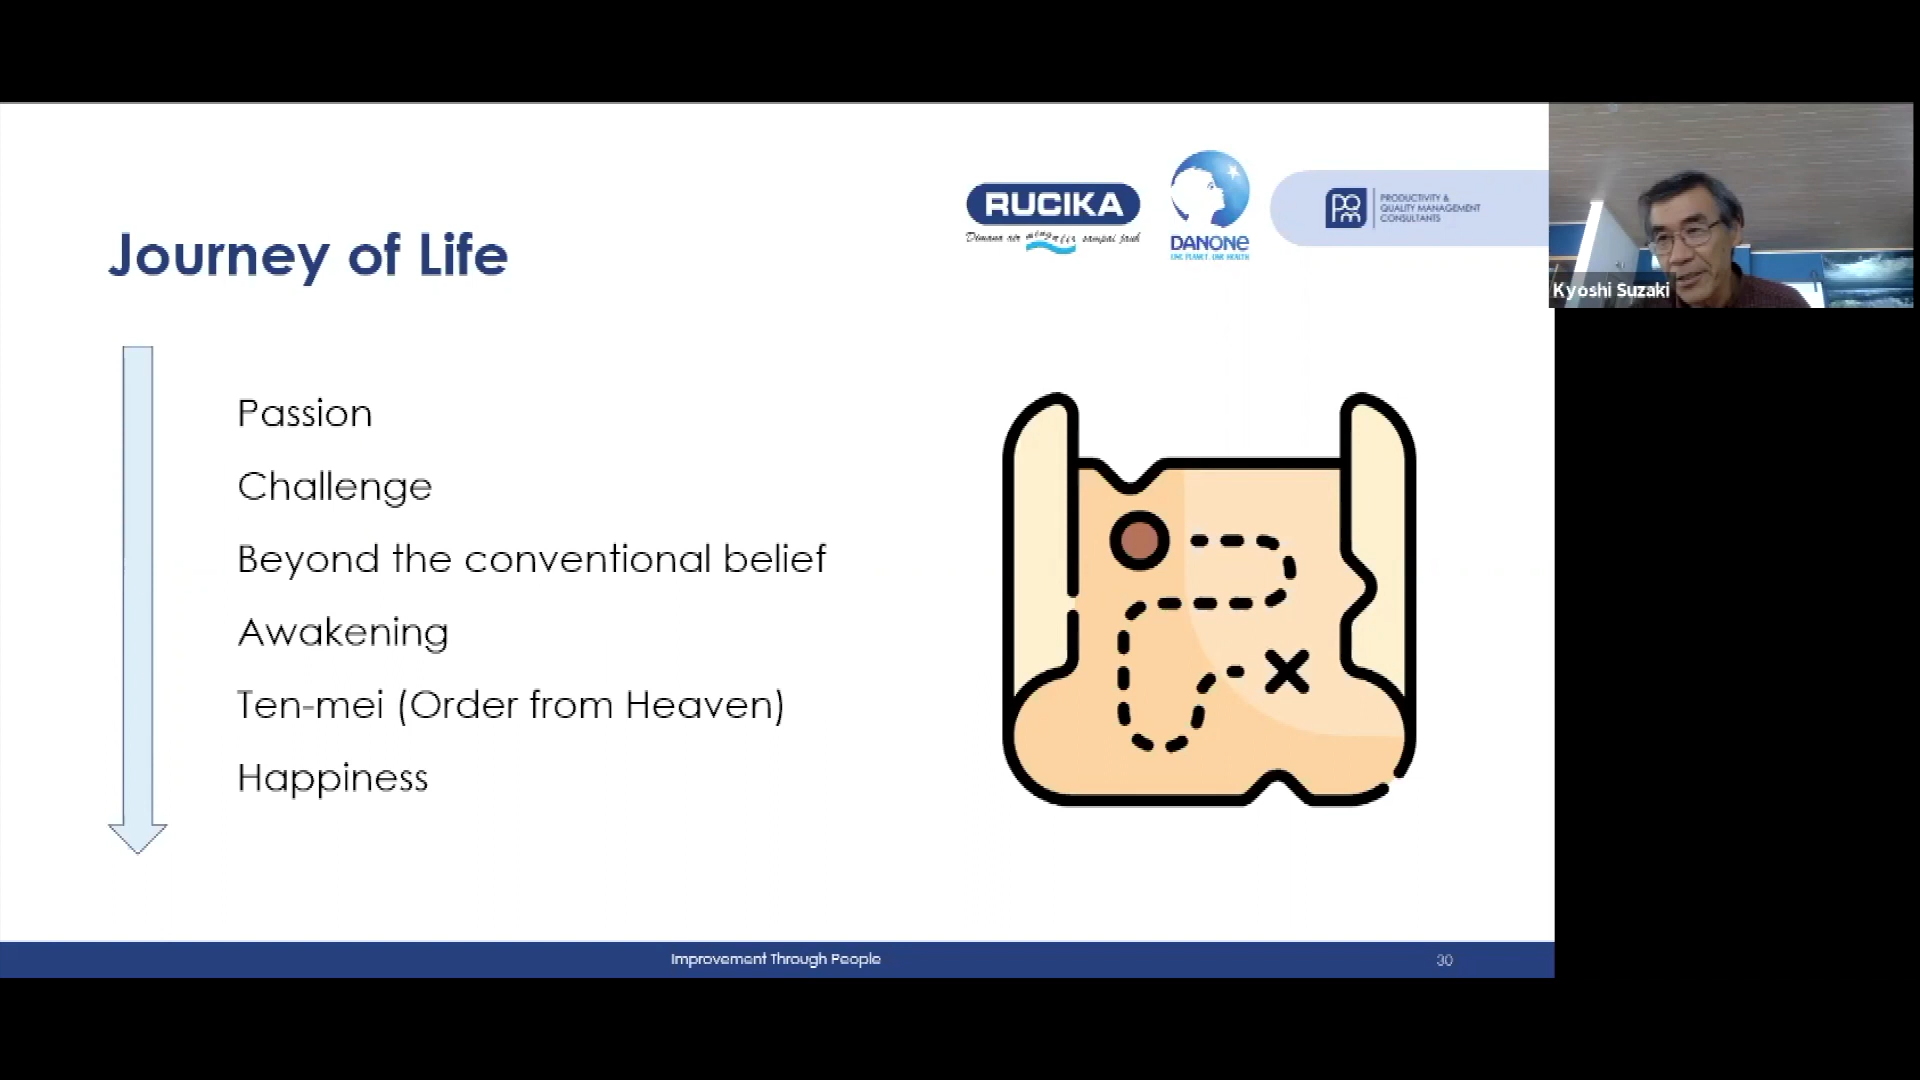 RUCIKA
Dimana air mengalir sampai jauh
DANONE
ONE PLANET. ONE HEALTH
pqm
PRODUCTIVITY &
QUALITY MANAGEMENT
CONSULTANTS
Kyoshi Suzaki
Journey of Life
Passion
Challenge
Beyond the conventional belief
Awakening
Ten-mei (Order from Heaven)
Happiness
Improvement Through People
30